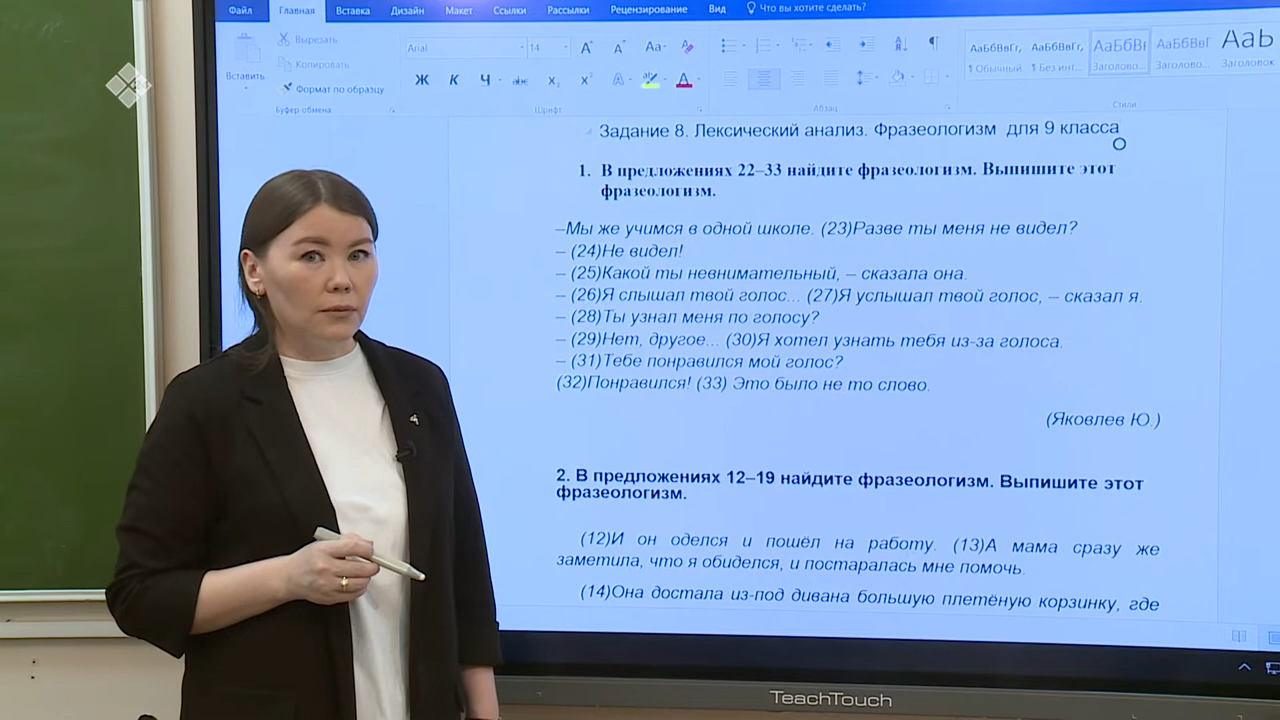 Файл Главная Вставка Дизайн Макет Ссылки Рассылки Рецензирование Вид Что вы хотите сделать?
Вставить
Вырезать
Копировать
Формат по образцу
Буфер обмена
Arial 14
Ж К Ч abc x₂ x² A ab A
Шрифт
Абзац
АаБбВвГг, АаБбВвГг, АаБбВв АаБбВвГ АаЬ
¶ Обычный ¶ Без инт... Заголово... Заголово... Заголовок
Стили
Задание 8. Лексический анализ. Фразеологизм для 9 класса
1. В предложениях 22–33 найдите фразеологизм. Выпишите этот
фразеологизм.
–Мы же учимся в одной школе. (23)Разве ты меня не видел?
– (24)Не видел!
– (25)Какой ты невнимательный, – сказала она.
– (26)Я слышал твой голос... (27)Я услышал твой голос, – сказал я.
– (28)Ты узнал меня по голосу?
– (29)Нет, другое... (30)Я хотел узнать тебя из-за голоса.
– (31)Тебе понравился мой голос?
(32)Понравился! (33) Это было не то слово.
(Яковлев Ю.)
2. В предложениях 12–19 найдите фразеологизм. Выпишите этот
фразеологизм.
(12)И он оделся и пошёл на работу. (13)А мама сразу же
заметила, что я обиделся, и постаралась мне помочь.
(14)Она достала из-под дивана большую плетёную корзинку, где
TeachTouch